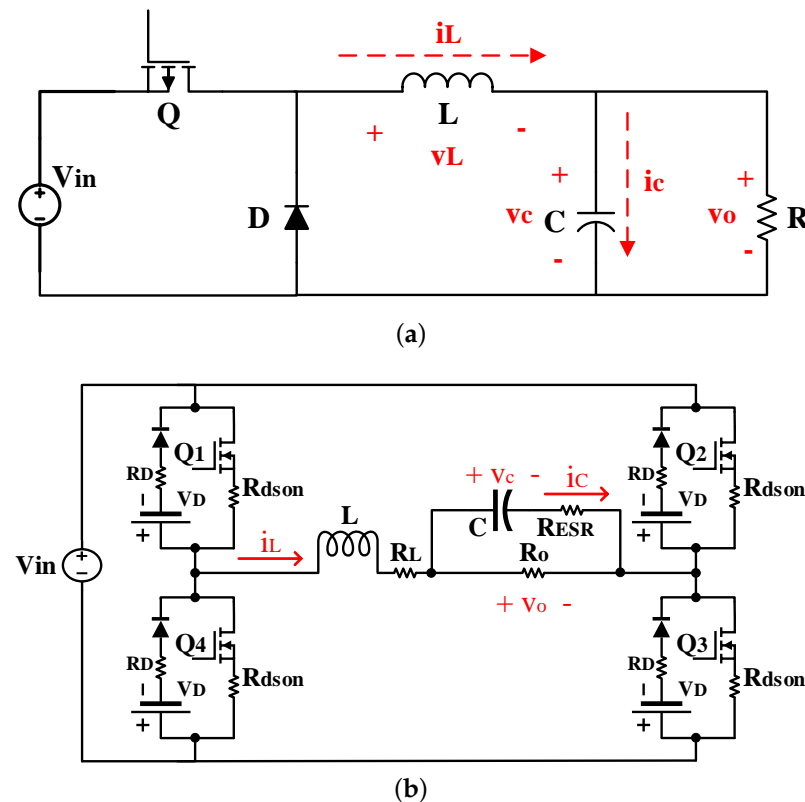 iL
Q
L
+ vL -
Vin
+
-
D
+
vc
-
C
ic
+
vo
-
R
(a)
Q1
RD
VD
-
+
Rdson
Q2
RD
VD
-
+
Rdson
+ vc -
iC
C
RESR
L
iL
RL
Ro
+ vo -
Vin
+
-
Q4
RD
VD
-
+
Rdson
Q3
RD
VD
-
+
Rdson
(b)